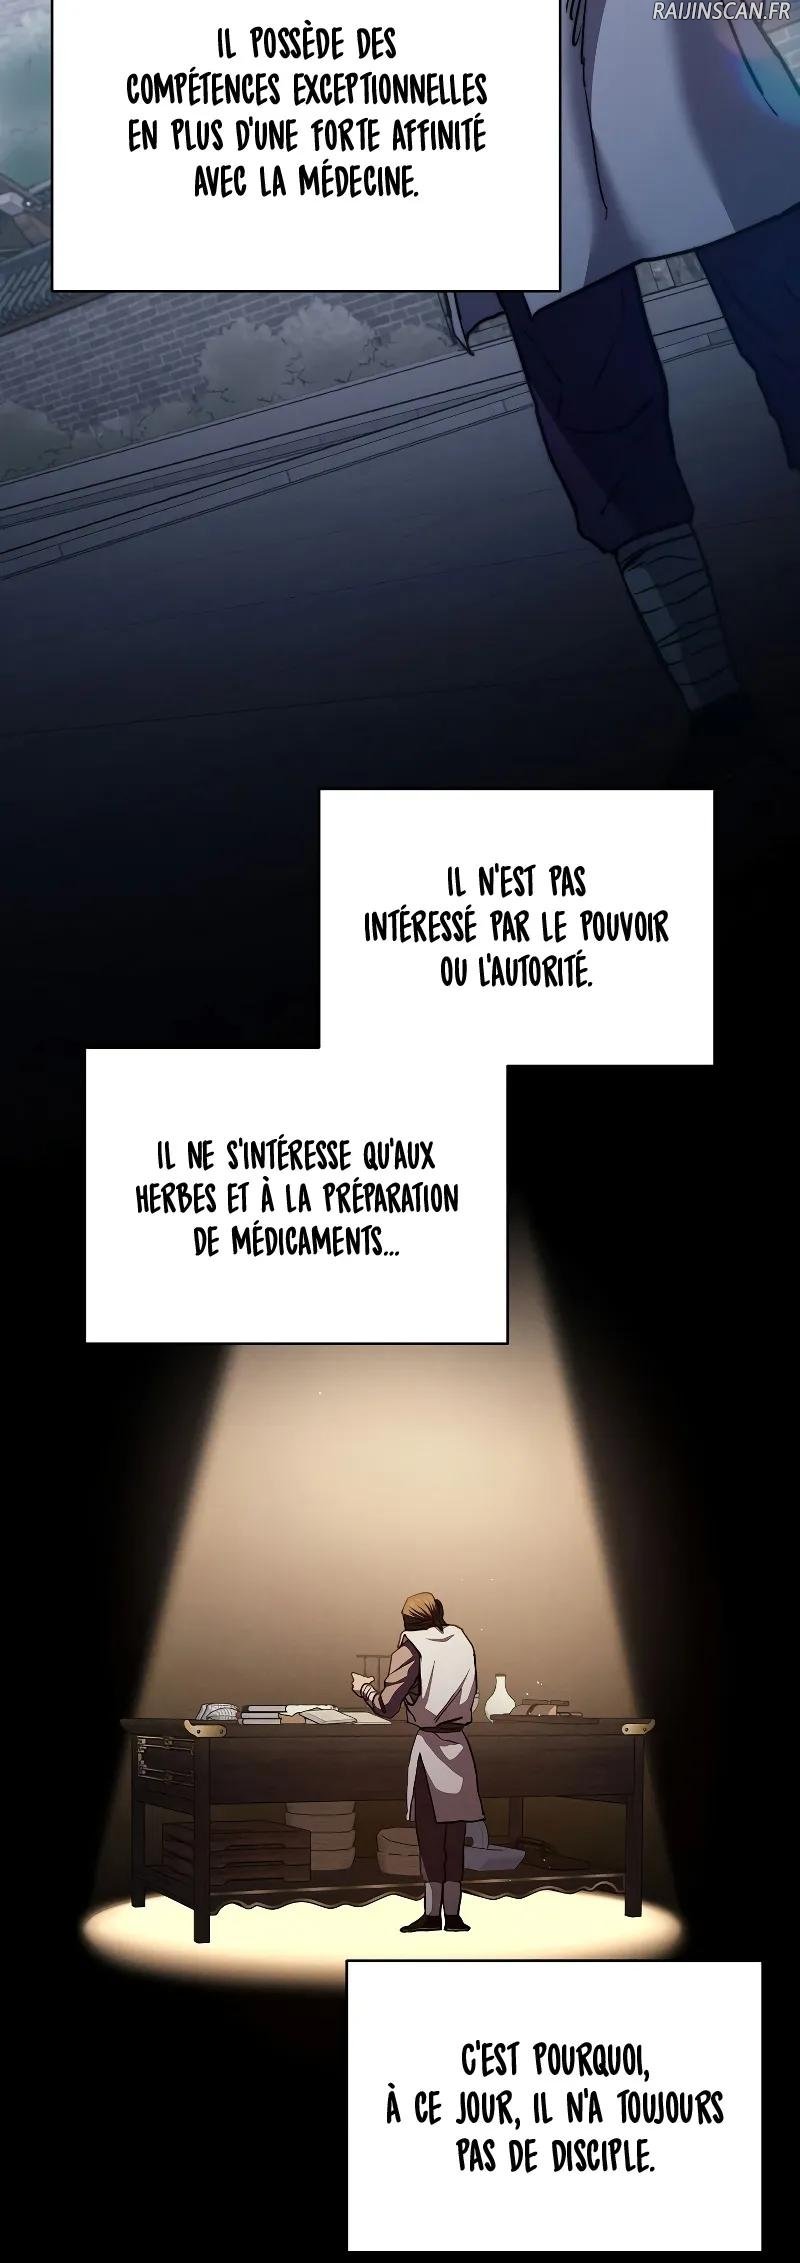 RAIJINSCAN.FR
IL POSSÈDE DES
COMPÉTENCES EXCEPTIONNELLES
EN PLUS D'UNE FORTE AFFINITÉ
AVEC LA MÉDECINE.
IL N'EST PAS
INTÉRESSÉ PAR LE POUVOIR
OU L'AUTORITÉ.
IL NE S'INTÉRESSE QU'AUX
HERBES ET À LA PRÉPARATION
DE MÉDICAMENTS...
C'EST POURQUOI,
À CE JOUR, IL N'A TOUJOURS
PAS DE DISCIPLE.